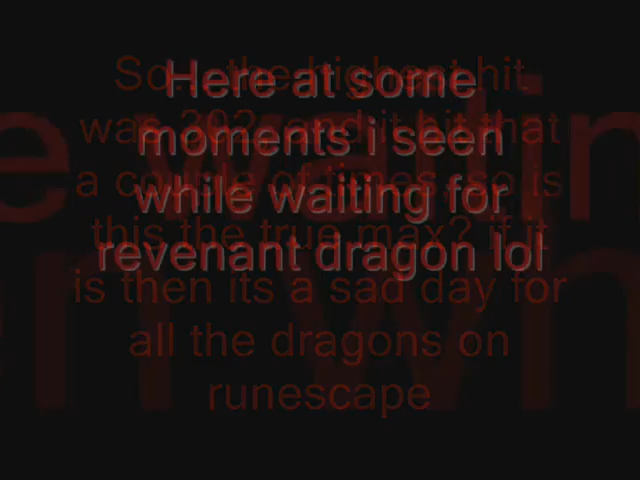 Here at some
moments i seen
while waiting for
revenant dragon lol
So , the highest hit
was 302, and it hit that
a couple of times, so is
this the true max? if it
is then its a sad day for
all the dragons on
runescape